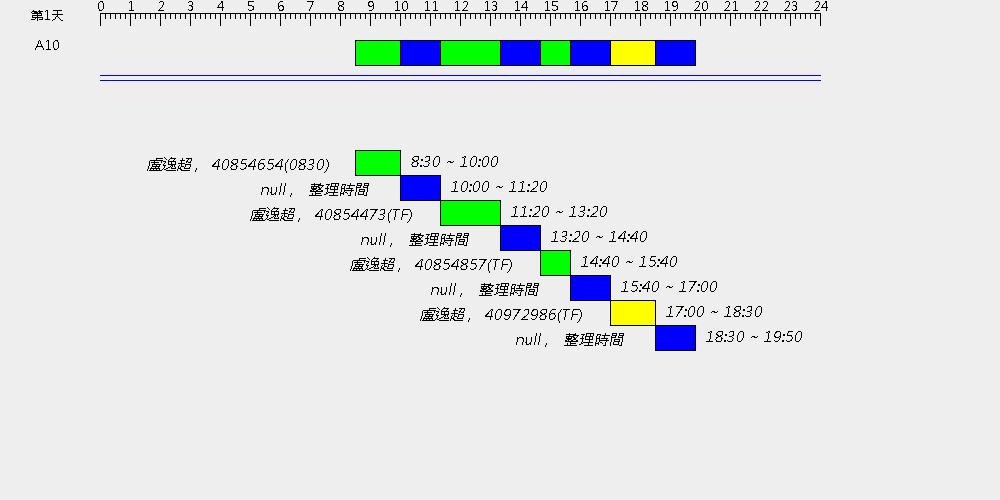 第1天 0 1 2 3 4 5 6 7 8 9 10 11 12 13 14 15 16 17 18 19 20 21 22 23 24
A10
盧逸超， 40854654(0830) 8:30 ~ 10:00
null， 整理時間 10:00 ~ 11:20
盧逸超， 40854473(TF) 11:20 ~ 13:20
null， 整理時間 13:20 ~ 14:40
盧逸超， 40854857(TF) 14:40 ~ 15:40
null， 整理時間 15:40 ~ 17:00
盧逸超， 40972986(TF) 17:00 ~ 18:30
null， 整理時間 18:30 ~ 19:50